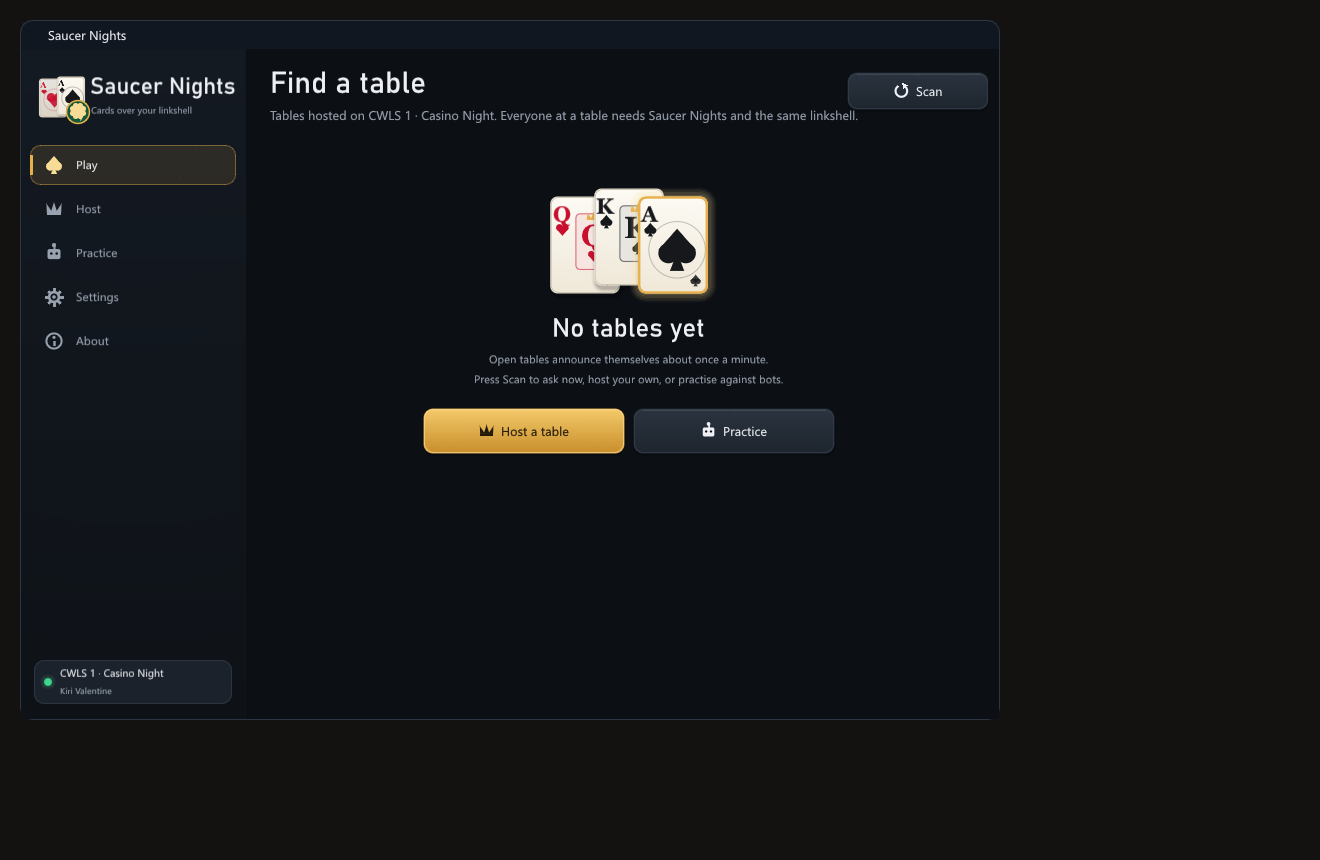 Saucer Nights
Saucer Nights
Cards over your linkshell
Play
Host
Practice
Settings
About
CWLS 1 · Casino Night
Kiri Valentine
Find a table
Tables hosted on CWLS 1 · Casino Night. Everyone at a table needs Saucer Nights and the same linkshell.
Scan
Q
Q
K
K
A
No tables yet
Open tables announce themselves about once a minute.
Press Scan to ask now, host your own, or practise against bots.
Host a table
Practice